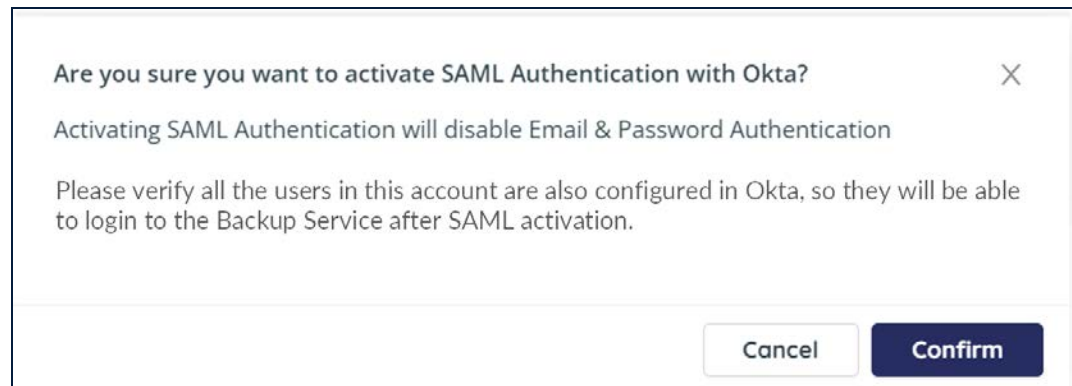 Are you sure you want to activate SAML Authentication with Okta?
Activating SAML Authentication will disable Email & Password Authentication
Please verify all the users in this account are also configured in Okta, so they will be able
to login to the Backup Service after SAML activation.
Cancel
Confirm